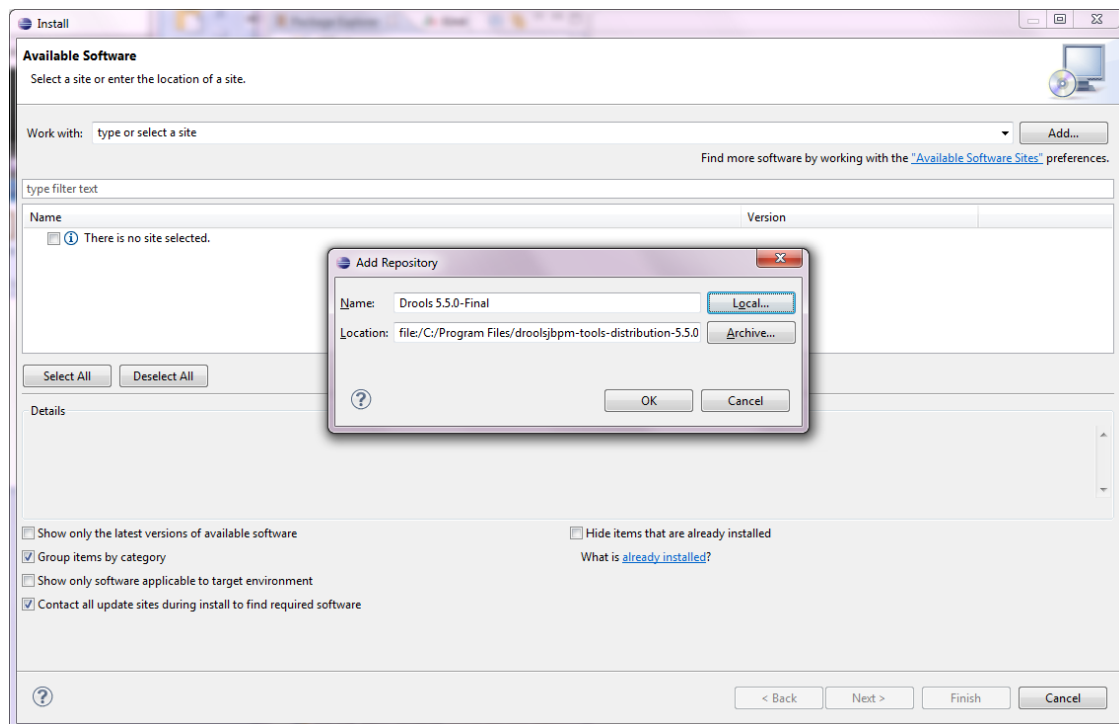 Install
Available Software
Select a site or enter the location of a site.
Work with: type or select a site Add...
Find more software by working with the "Available Software Sites" preferences.
type filter text
Name Version
There is no site selected.
Add Repository
Name: Drools 5.5.0-Final Local...
Location: file:/C:/Program Files/droolsjbpm-tools-distribution-5.5.0 Archive...
OK Cancel
Select All Deselect All
Details
Show only the latest versions of available software Hide items that are already installed
Group items by category What is already installed?
Show only software applicable to target environment
Contact all update sites during install to find required software
< Back Next > Finish Cancel